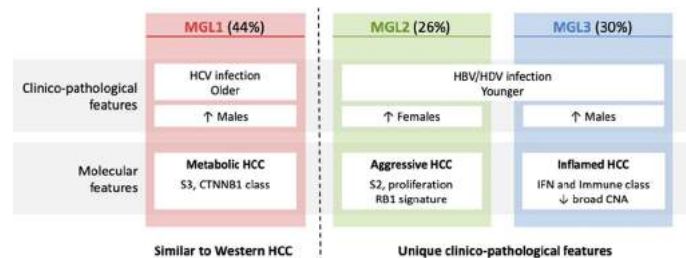 MGL1 (44%)
MGL2 (26%)
MGL3 (30%)
Clinico-pathological
features
HCV infection
Older
HBV/HDV infection
Younger
↑ Males
↑ Females
↑ Males
Molecular
features
Metabolic HCC
S3, CTNNB1 class
Aggressive HCC
S2, proliferation
RB1 signature
Inflamed HCC
IFN and Immune class
↓ broad CNA
Similar to Western HCC
Unique clinico-pathological features